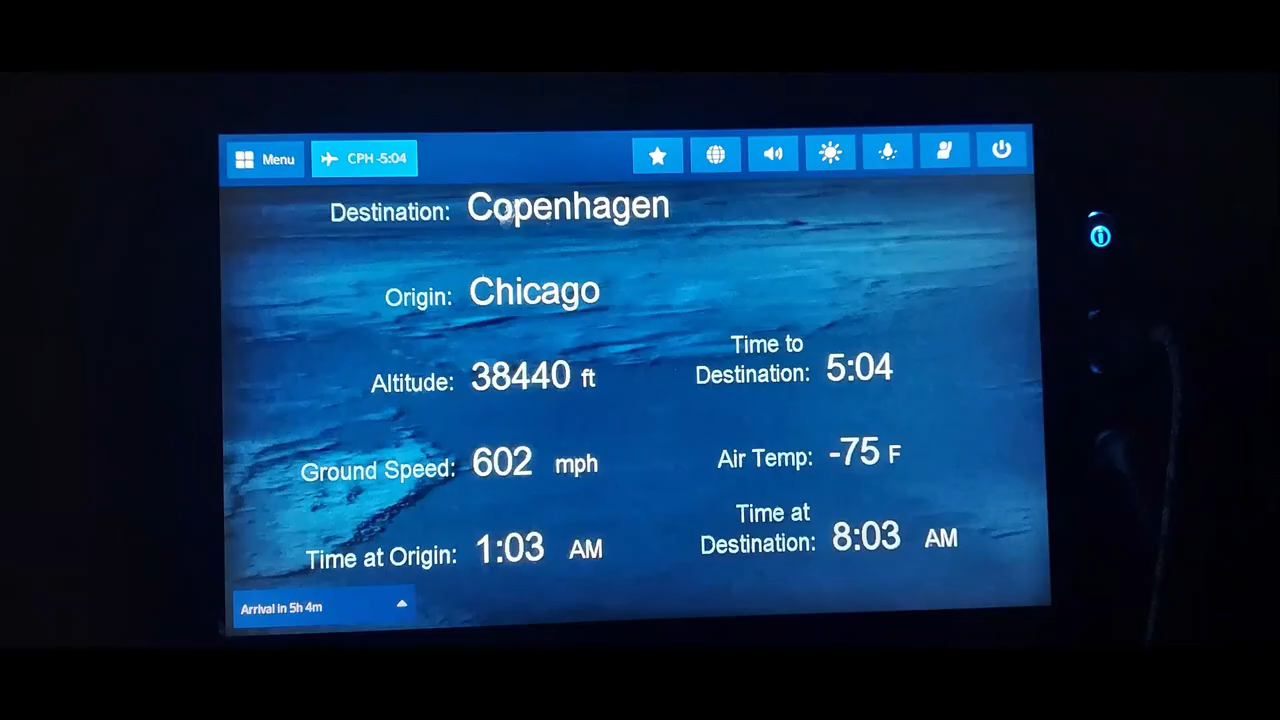 Menu CPH -5:04
Destination: Copenhagen
Origin: Chicago
Altitude: 38440 ft
Time to
Destination: 5:04
Ground Speed: 602 mph
Air Temp: -75 F
Time at Origin: 1:03 AM
Time at
Destination: 8:03 AM
Arrival in 5h 4m